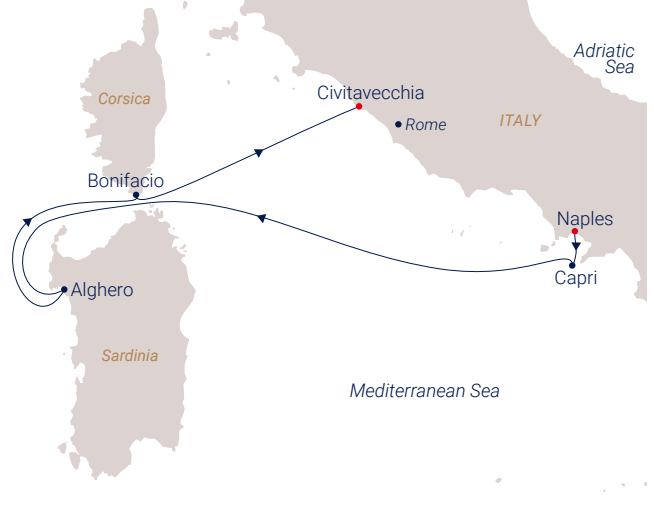 Adriatic
Sea
Civitavecchia
Corsica
ITALY
Rome
Bonifacio
Naples
Capri
Alghero
Sardinia
Mediterranean Sea